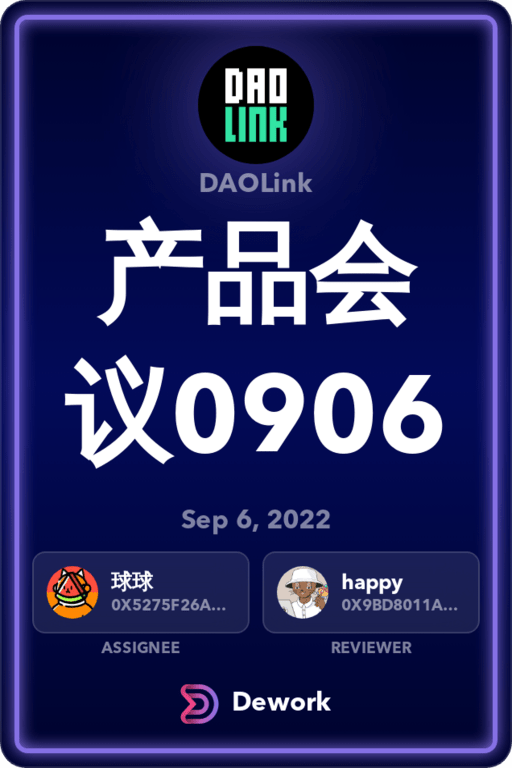 DAO
LINK
DAOLink
产品会
议0906
Sep 6, 2022
球球
0X5275F26A...
happy
0X9BD8011A...
ASSIGNEE
REVIEWER
Dework